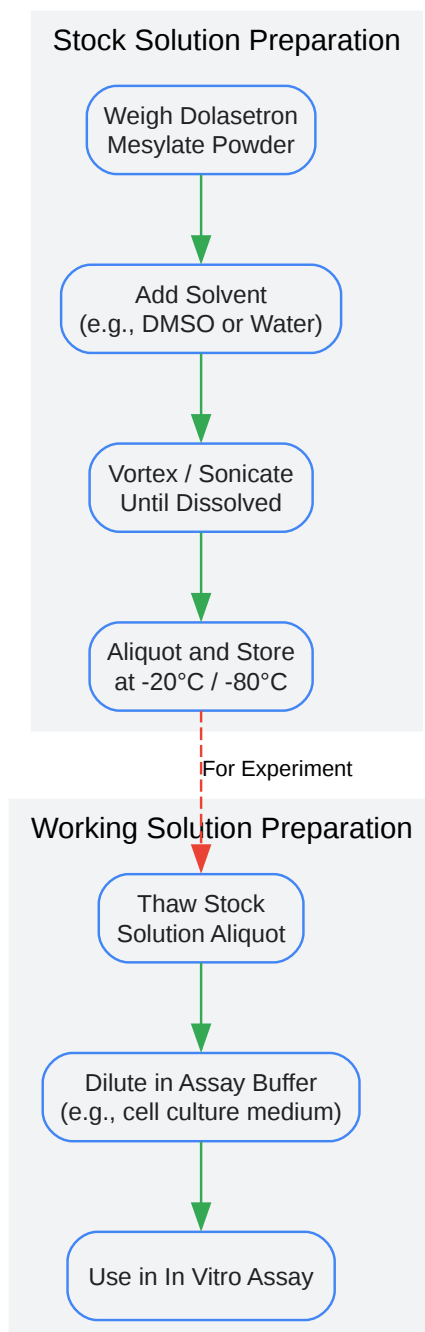 Stock Solution Preparation
Weigh Dolasetron
Mesylate Powder
Add Solvent
(e.g., DMSO or Water)
Vortex / Sonicate
Until Dissolved
Aliquot and Store
at -20°C / -80°C
For Experiment
Working Solution Preparation
Thaw Stock
Solution Aliquot
Dilute in Assay Buffer
(e.g., cell culture medium)
Use in In Vitro Assay